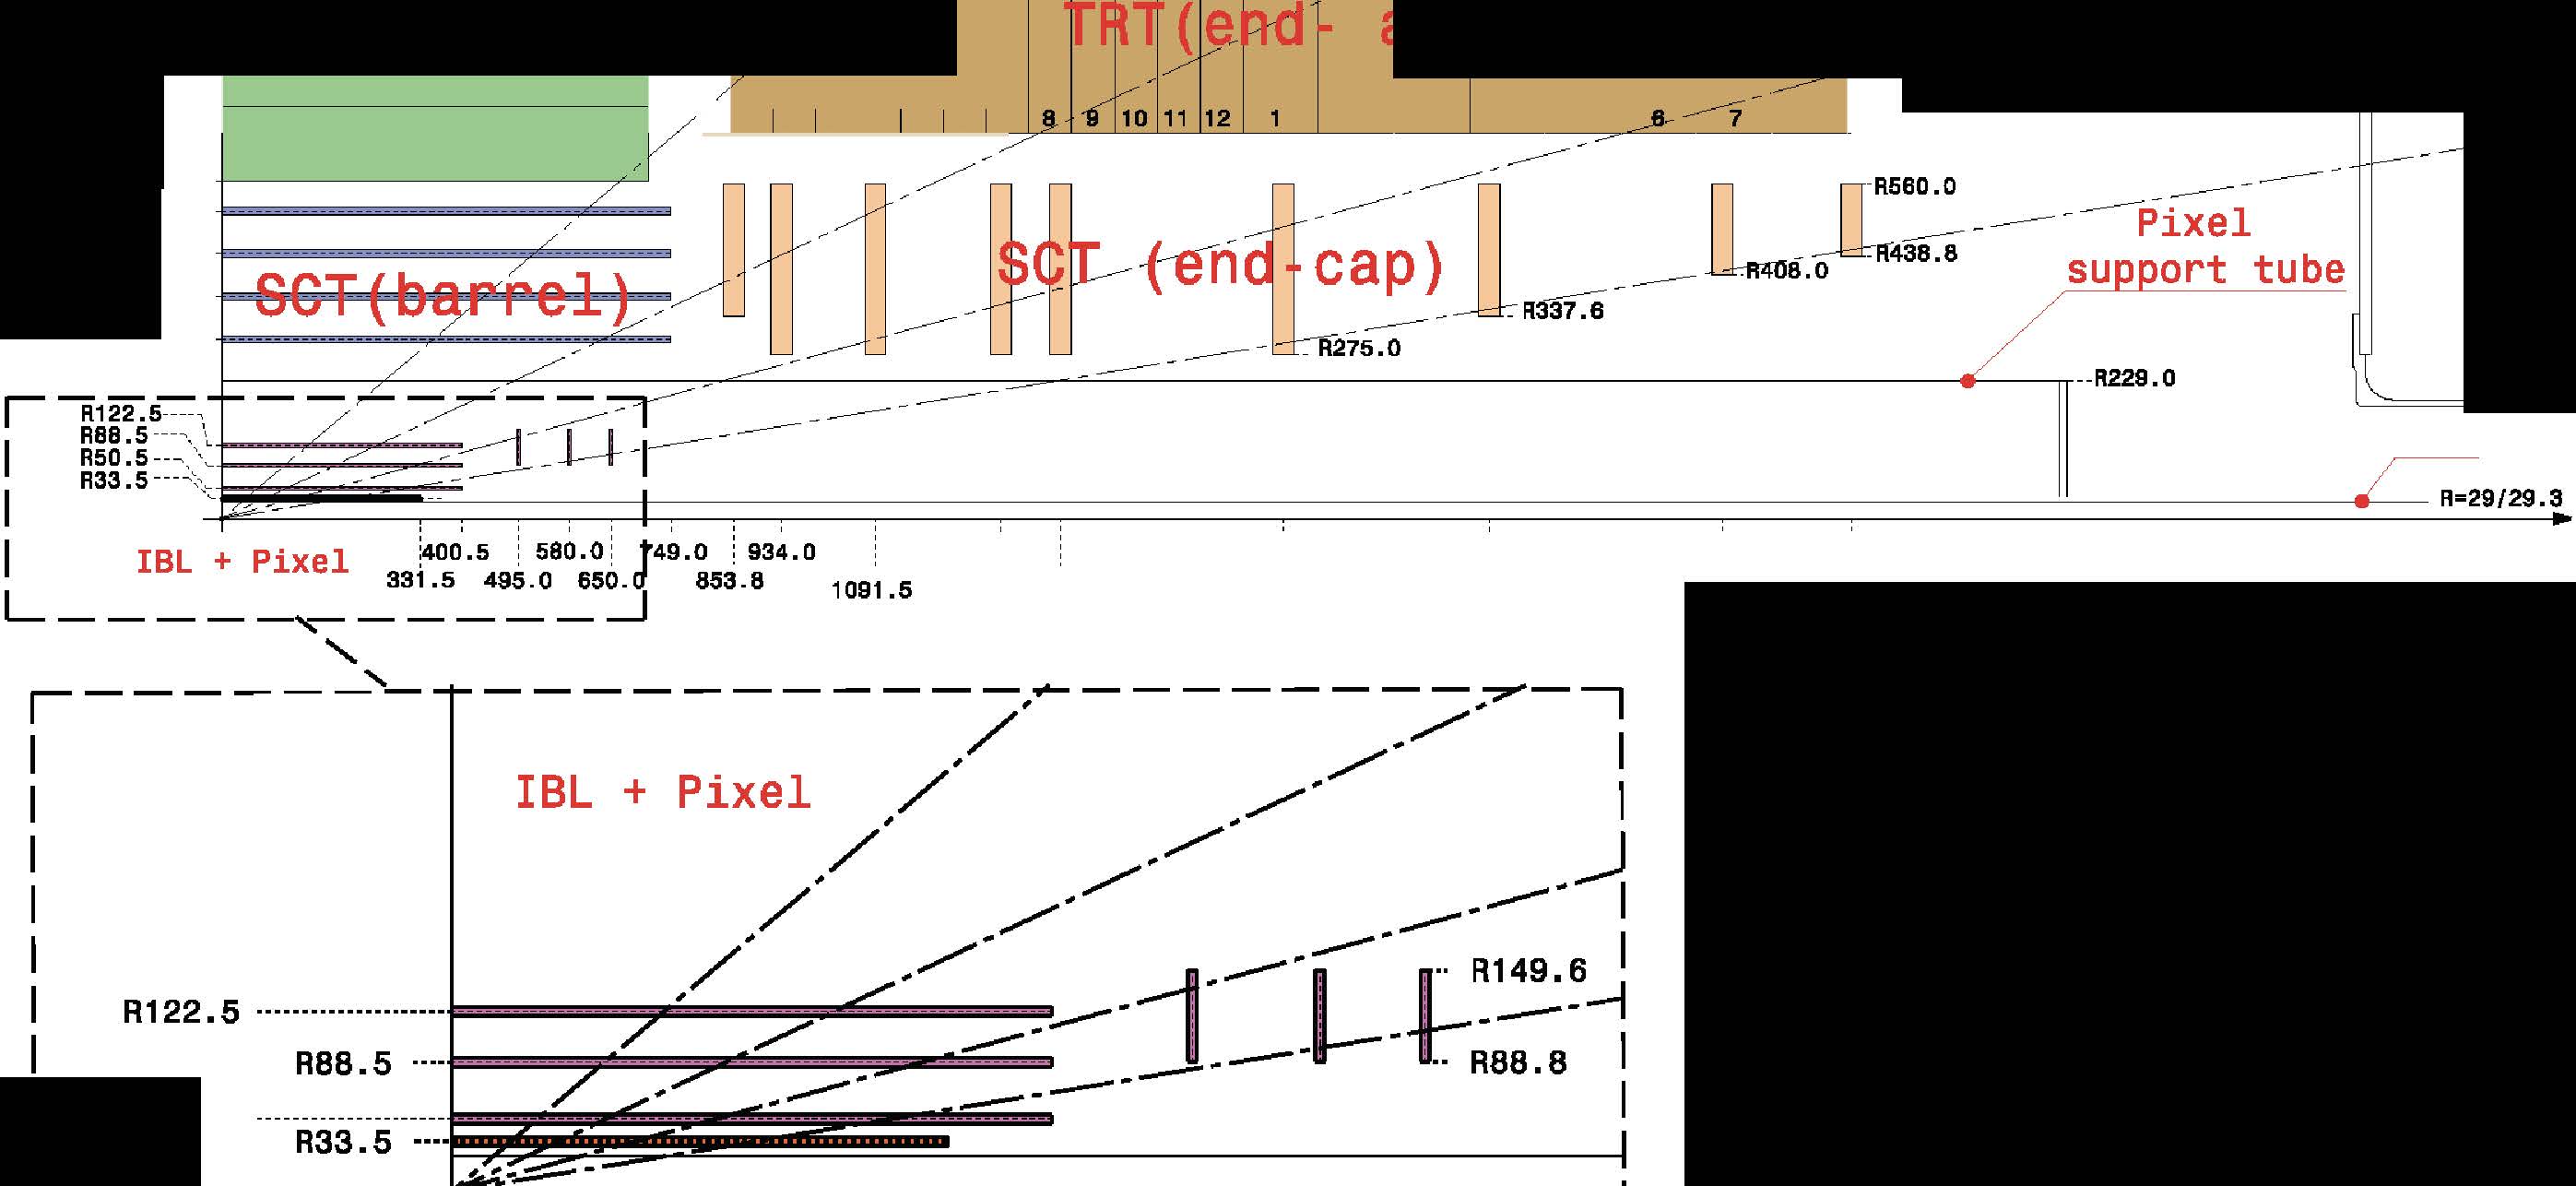 TRT(end-
8 9 10 11 12 1 6 7
R560.0
Pixel
support tube
R438.8
R408.0
SCT (end-cap)
SCT(barrel)
R337.6
R275.0
R229.0
R122.5
R88.5
R50.5
R33.5
R=29/29.3
IBL + Pixel
400.5 580.0 749.0 934.0
331.5 495.0 650.0 853.8
1091.5
IBL + Pixel
R149.6
R122.5
R88.5
R88.8
R33.5